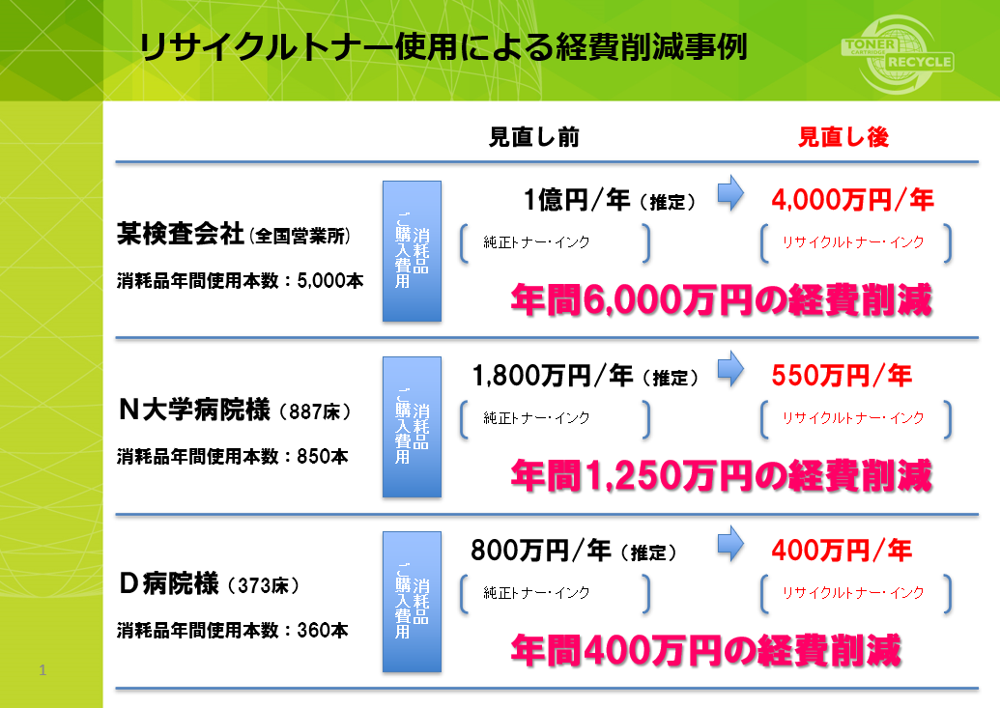 リサイクルトナー使用による経費削減事例
TONER
CARTRIDGE
RECYCLE
見直し前
見直し後
某検査会社(全国営業所)
消耗品年間使用本数：5,000本
消耗品
ご購入費用
1億円/年（推定）
4,000万円/年
純正トナー・インク
リサイクルトナー・インク
年間6,000万円の経費削減
N大学病院様（887床）
消耗品年間使用本数：850本
消耗品
ご購入費用
1,800万円/年（推定）
550万円/年
純正トナー・インク
リサイクルトナー・インク
年間1,250万円の経費削減
D病院様（373床）
消耗品年間使用本数：360本
消耗品
ご購入費用
800万円/年（推定）
400万円/年
純正トナー・インク
リサイクルトナー・インク
年間400万円の経費削減
1